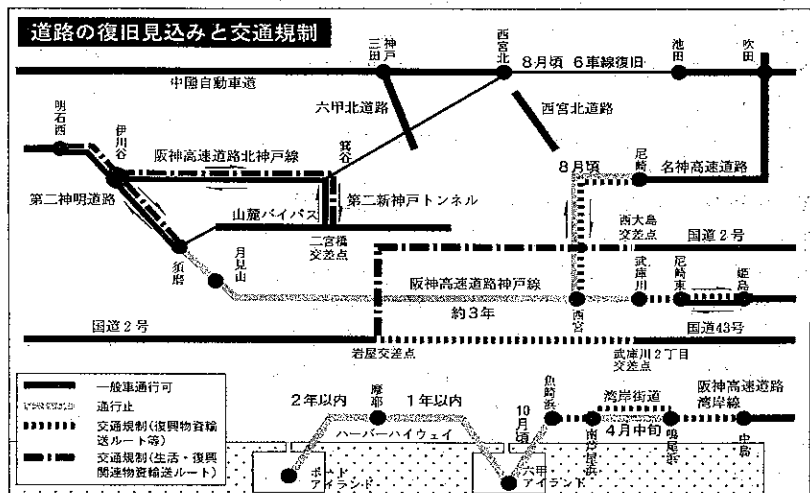 道路の復旧見込みと交通規制
神戸
三田
西宮北
8月頃 6車線復旧
池田
吹田
中国自動車道
六甲北道路
西宮北道路
明石西
伊川谷
阪神高速道路北神戸線
箕谷
8月頃
尼崎
名神高速道路
第二神明道路
第二新神戸トンネル
山麓バイパス
二宮橋
交差点
西大島
交差点
国道2号
須磨
月見山
阪神高速道路神戸線
約3年
西宮
武庫川
尼崎東
姫島
国道2号
岩屋交差点
武庫川2丁目
交差点
国道43号
一般車通行可
通行止
交通規制(復興物資輸
送ルート等)
交通規制(生活・復興
関連物資輸送ルート)
2年以内
摩耶
1年以内
ハーバーハイウェイ
10月頃
魚崎浜
湾岸街道
阪神高速道路
湾岸線
4月中旬
南芦屋浜
鳴尾浜
中島
ポート
アイランド
六甲
アイランド